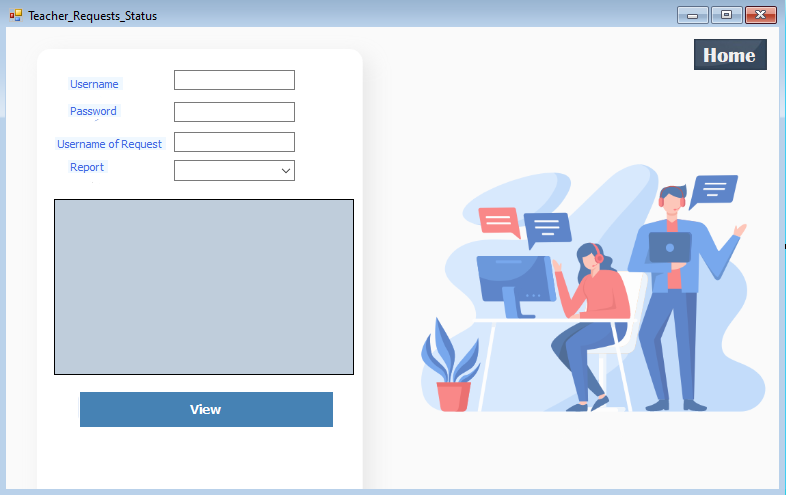 Teacher_Requests_Status
Home
Username
Password
Username of Request
Report
View